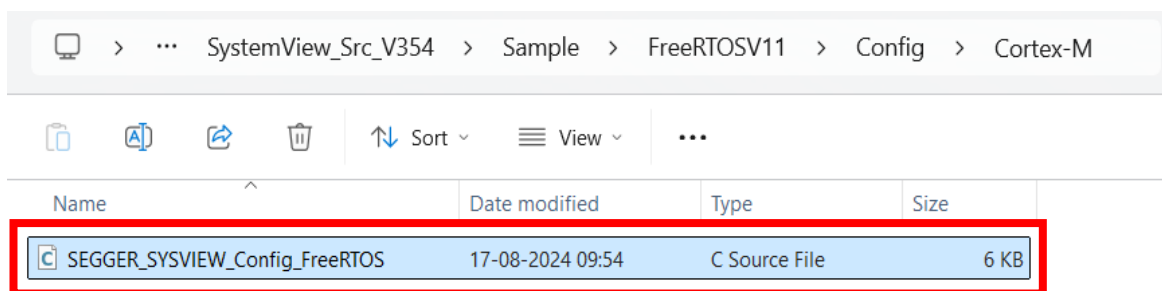 > ··· SystemView_Src_V354 > Sample > FreeRTOSV11 > Config > Cortex-M
A Sort View ···
Name Date modified Type Size
C SEGGER_SYSVIEW_Config_FreeRTOS 17-08-2024 09:54 C Source File 6 KB